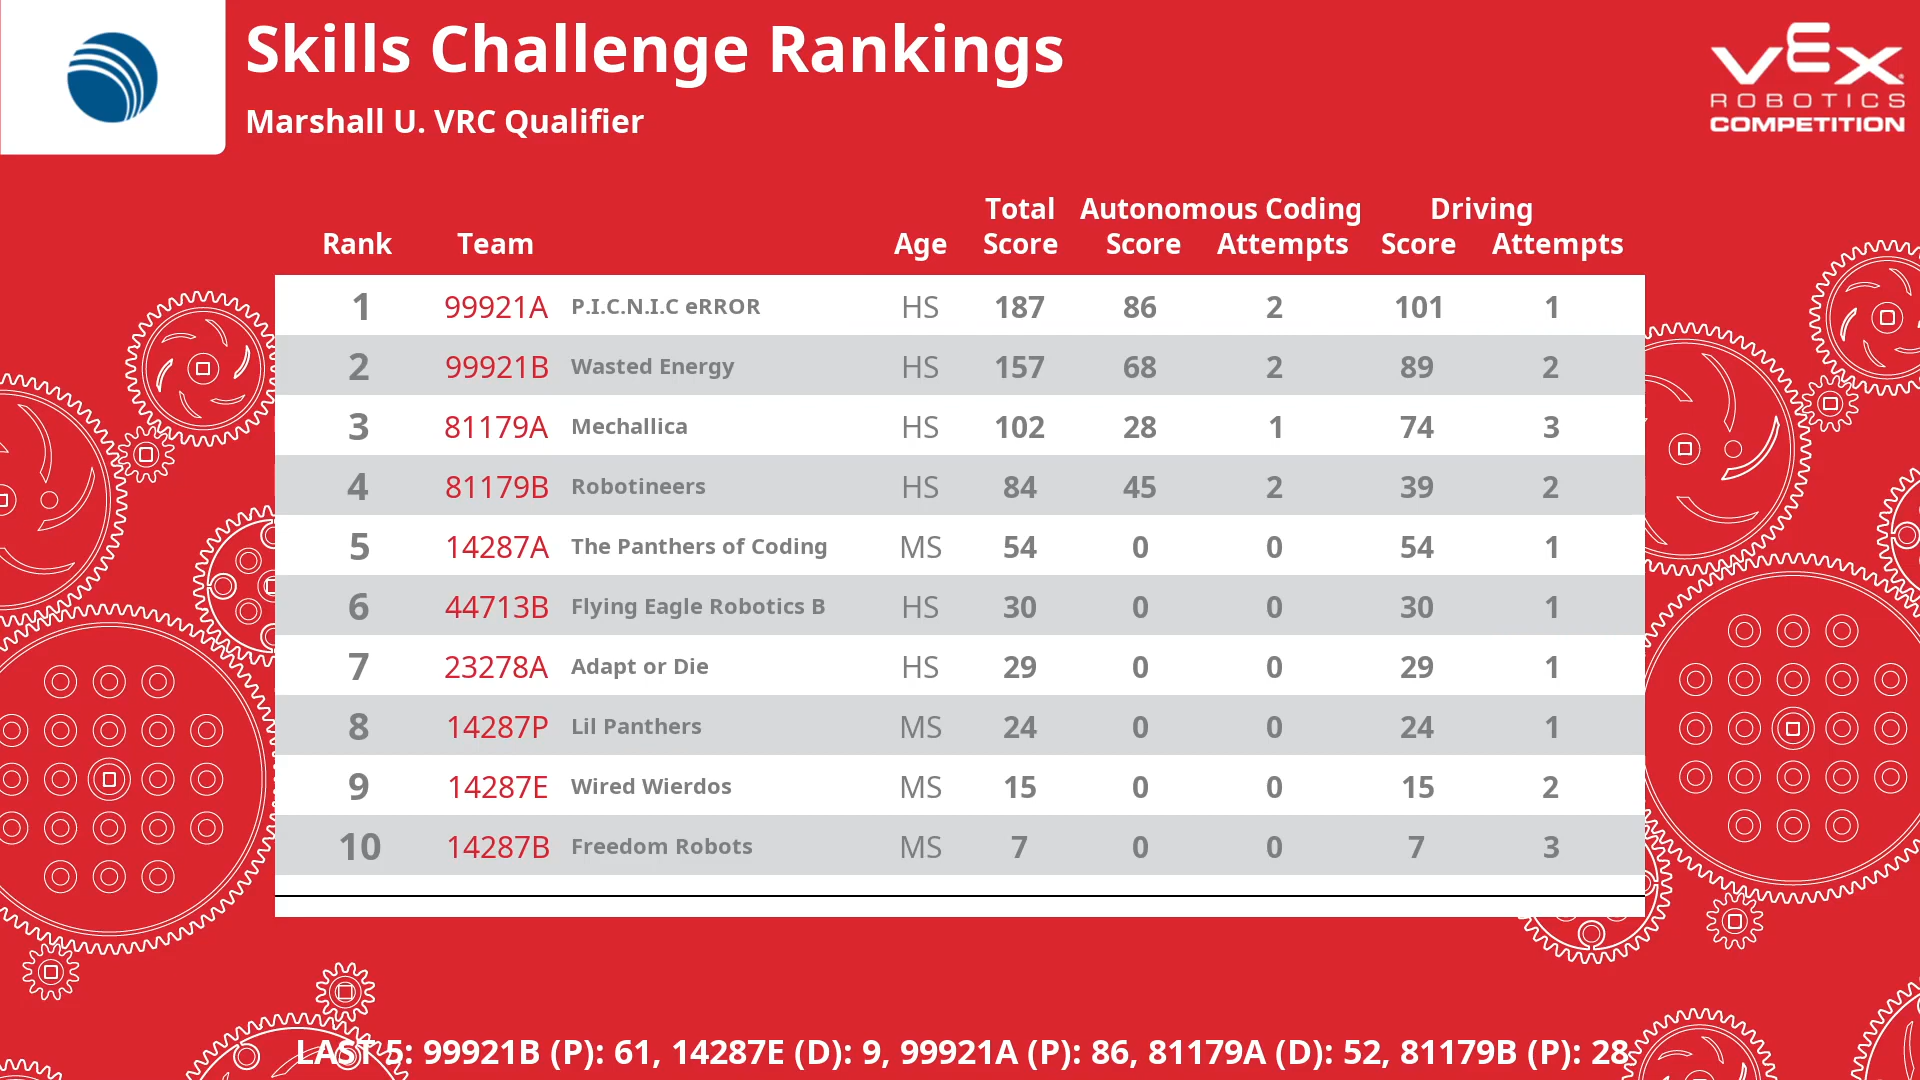 Skills Challenge Rankings
Marshall U. VRC Qualifier
VEX
ROBOTICS
COMPETITION
Total Autonomous Coding Driving
Rank Team Age Score Score Attempts Score Attempts
1 99921A P.I.C.N.I.C eRROR HS 187 86 2 101 1
2 99921B Wasted Energy HS 157 68 2 89 2
3 81179A Mechallica HS 102 28 1 74 3
4 81179B Robotineers HS 84 45 2 39 2
5 14287A The Panthers of Coding MS 54 0 0 54 1
6 44713B Flying Eagle Robotics B HS 30 0 0 30 1
7 23278A Adapt or Die HS 29 0 0 29 1
8 14287P Lil Panthers MS 24 0 0 24 1
9 14287E Wired Wierdos MS 15 0 0 15 2
10 14287B Freedom Robots MS 7 0 0 7 3
LAST 5: 99921B (P): 61, 14287E (D): 9, 99921A (P): 86, 81179A (D): 52, 81179B (P): 28